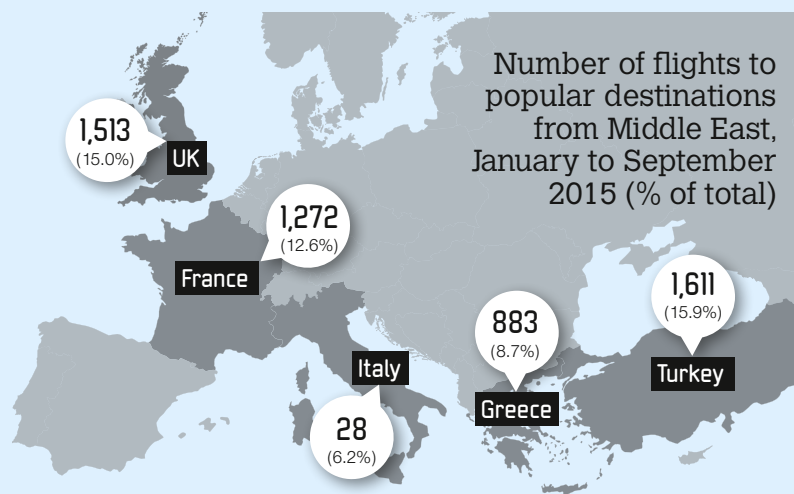 Number of flights to
popular destinations
from Middle East,
January to September
2015 (% of total)
1,513
(15.0%)
UK
1,272
(12.6%)
France
Italy
28
(6.2%)
883
(8.7%)
Greece
1,611
(15.9%)
Turkey